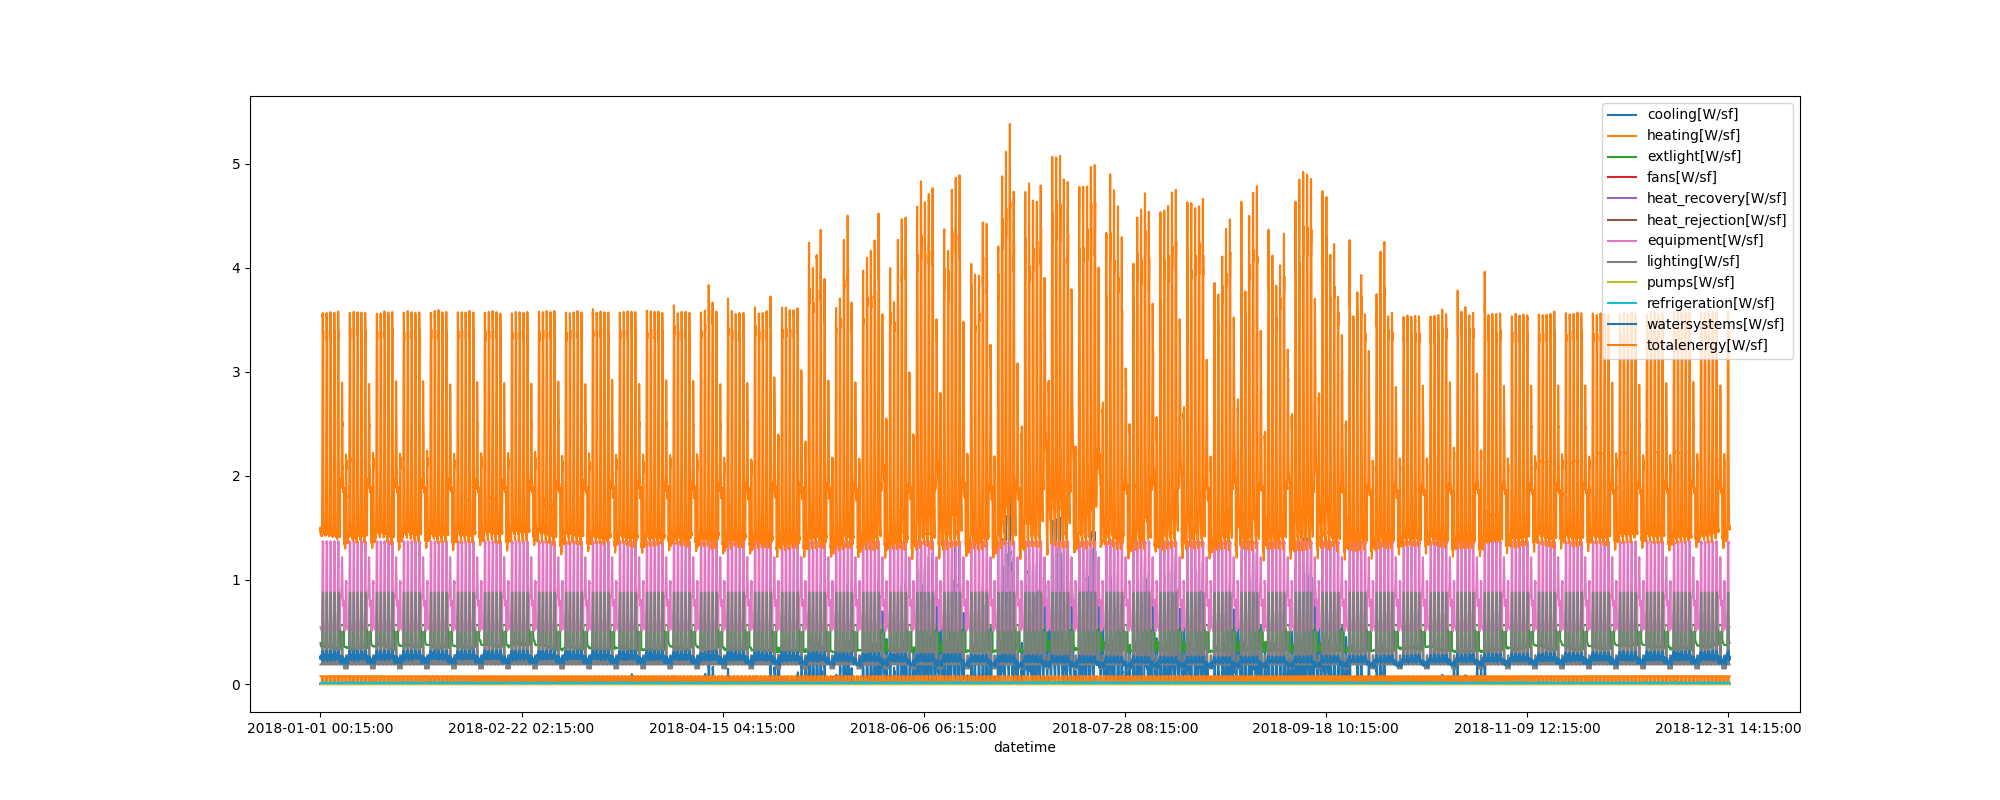 5
4
3
2
1
0
cooling[W/sf]
heating[W/sf]
extlight[W/sf]
fans[W/sf]
heat_recovery[W/sf]
heat_rejection[W/sf]
equipment[W/sf]
lighting[W/sf]
pumps[W/sf]
refrigeration[W/sf]
watersystems[W/sf]
totalenergy[W/sf]
2018-01-01 00:15:00 2018-02-22 02:15:00 2018-04-15 04:15:00 2018-06-06 06:15:00 2018-07-28 08:15:00 2018-09-18 10:15:00 2018-11-09 12:15:00 2018-12-31 14:15:00
datetime